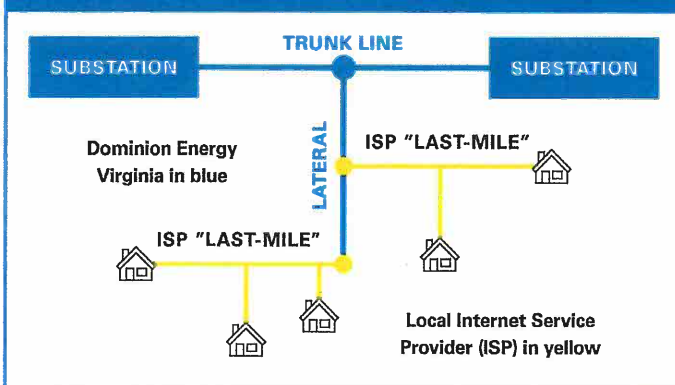 TRUNK LINE
SUBSTATION
SUBSTATION
LATERAL
Dominion Energy
Virginia in blue
ISP "LAST-MILE"
ISP "LAST-MILE"
Local Internet Service
Provider (ISP) in yellow